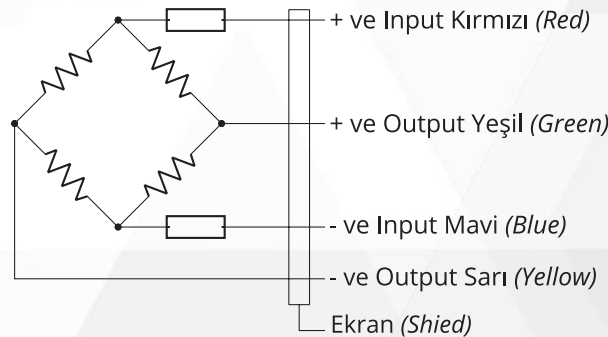 + ve Input Kırmızı (Red)
+ ve Output Yeşil (Green)
- ve Input Mavi (Blue)
- ve Output Sarı (Yellow)
Ekran (Shied)